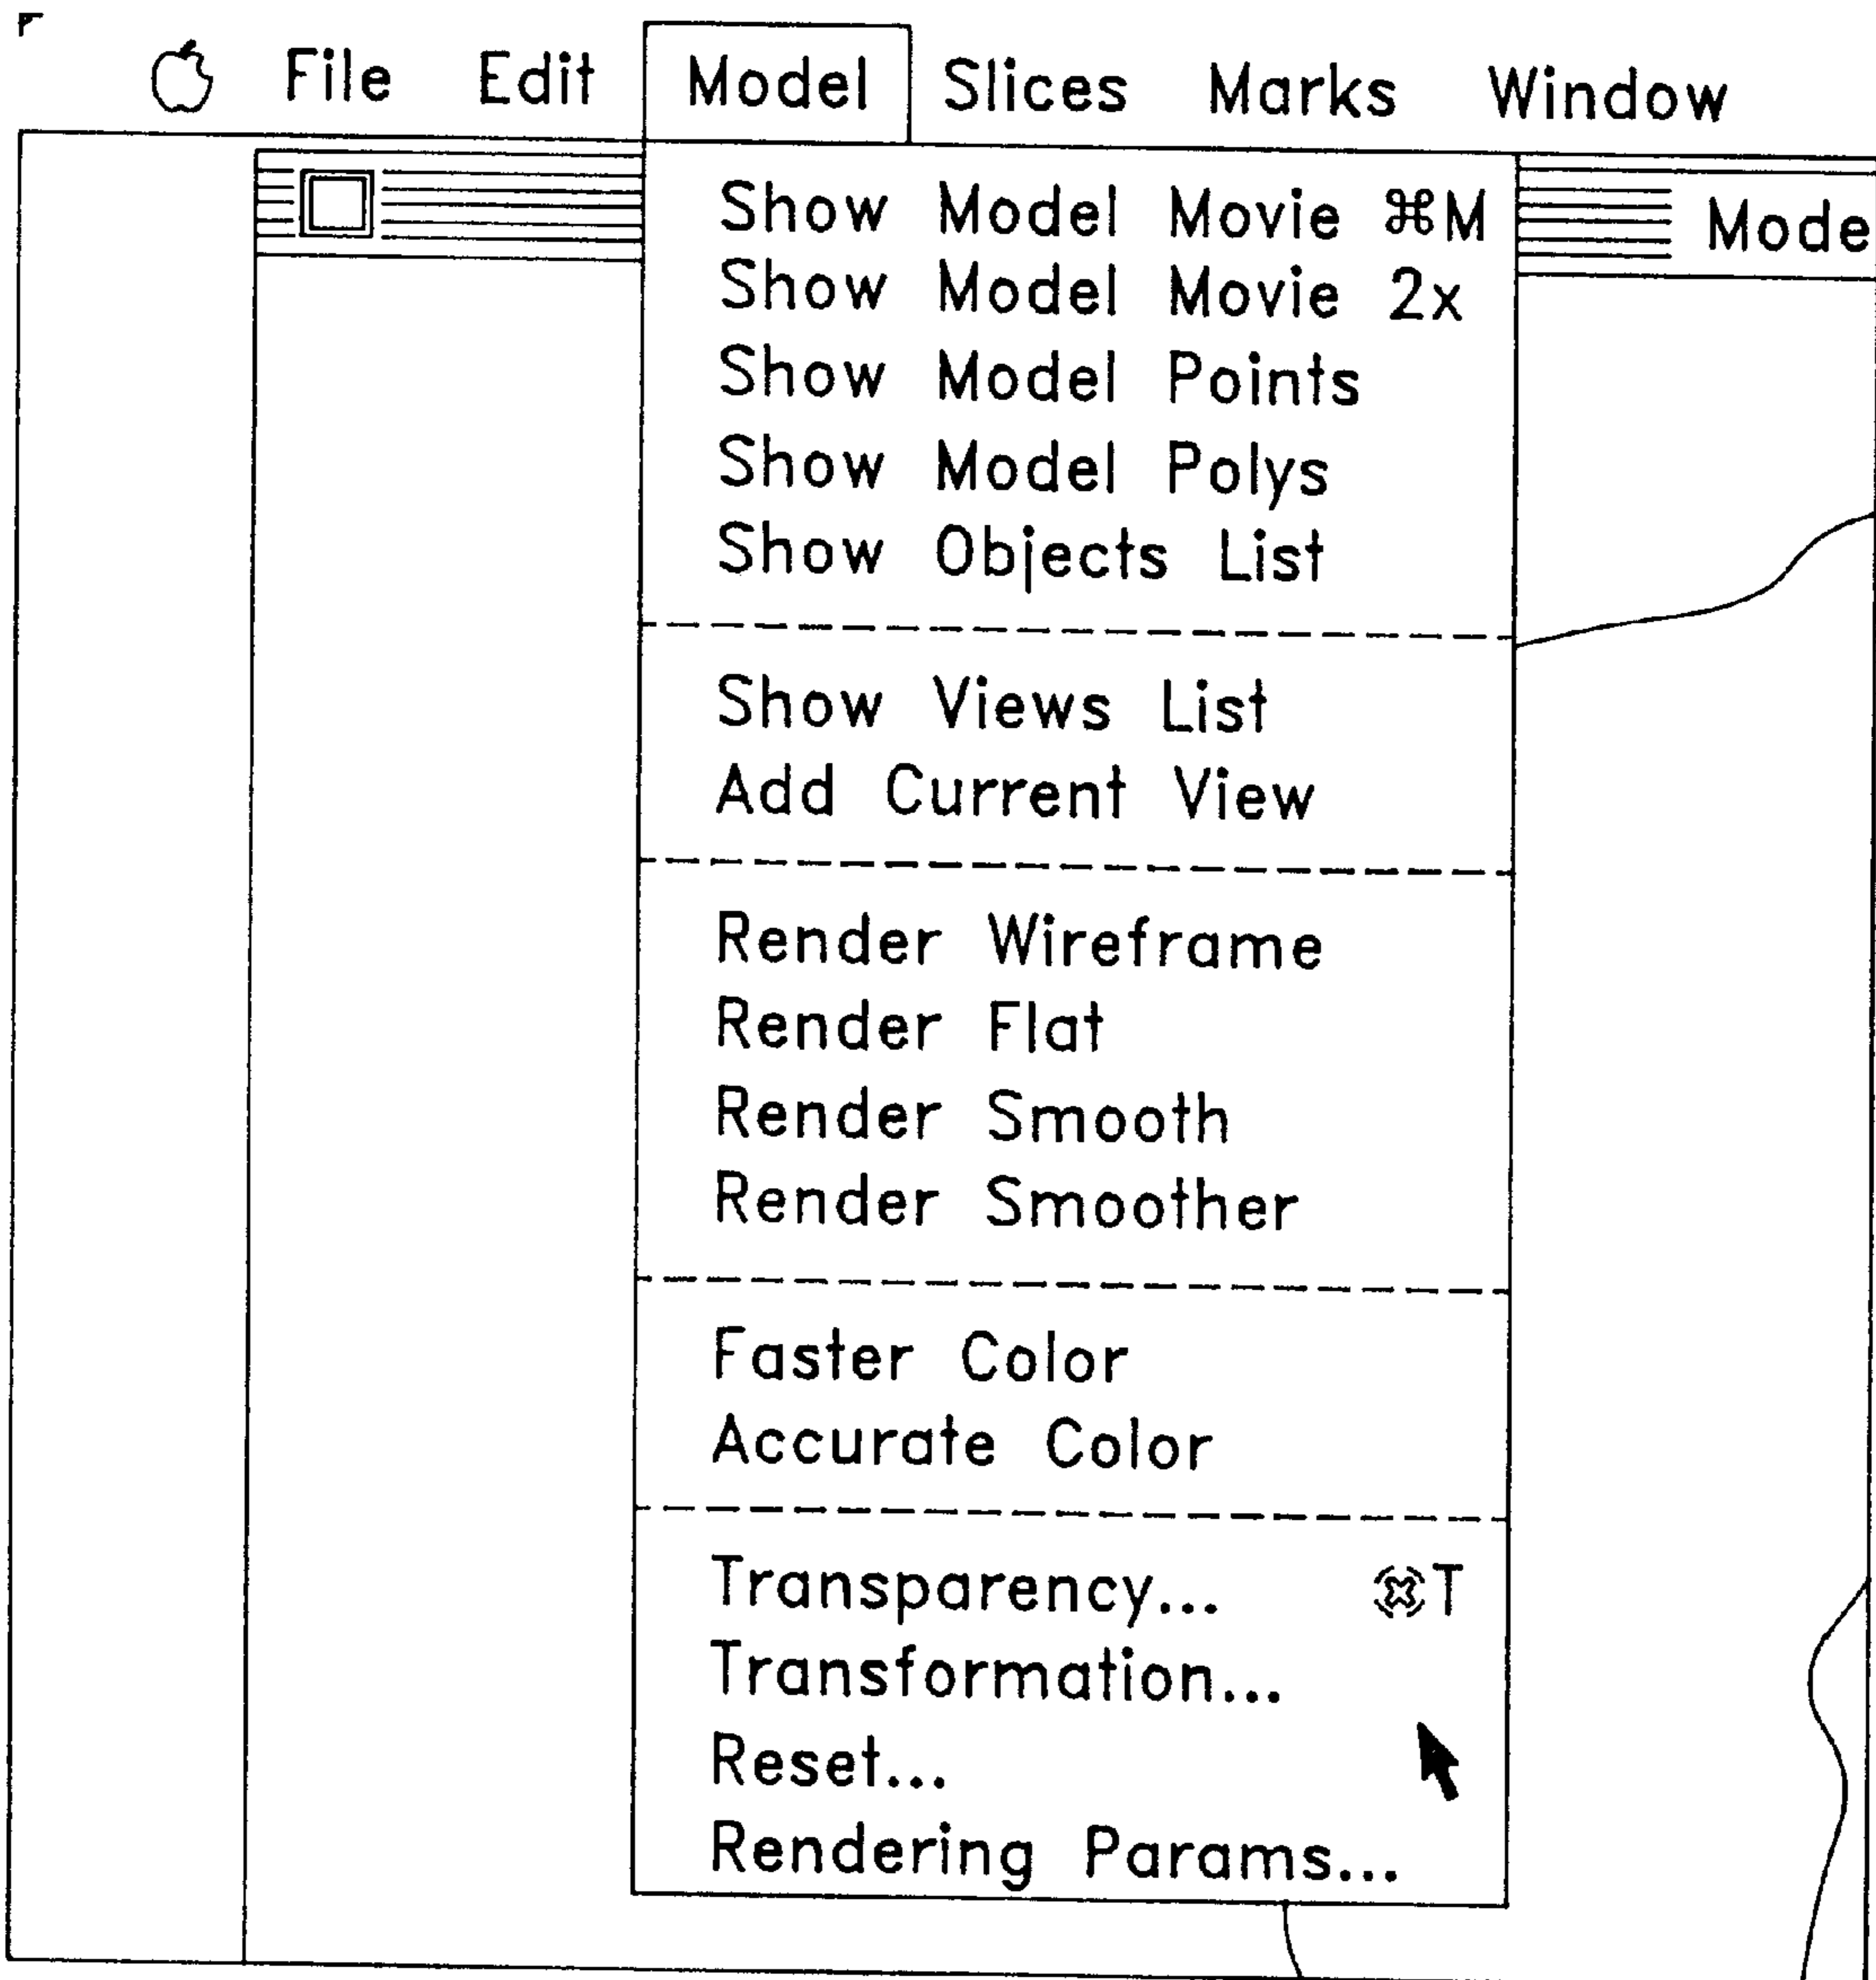 File Edit Model Slices Marks Window
Mode
Show Model Movie ⌘M
Show Model Movie 2x
Show Model Points
Show Model Polys
Show Objects List
Show Views List
Add Current View
Render Wireframe
Render Flat
Render Smooth
Render Smoother
Faster Color
Accurate Color
Transparency... ⌘T
Transformation...
Reset...
Rendering Params...